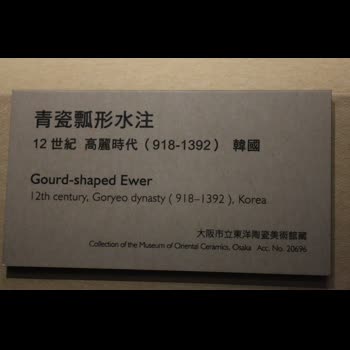 青瓷瓢形水注
12世紀 高麗時代（918-1392） 韓國
Gourd-shaped Ewer
12th century, Goryeo dynasty ( 918–1392 ), Korea
大阪市立東洋陶瓷美術館藏
Collection of the Museum of Oriental Ceramics, Osaka Acc. No. 20696